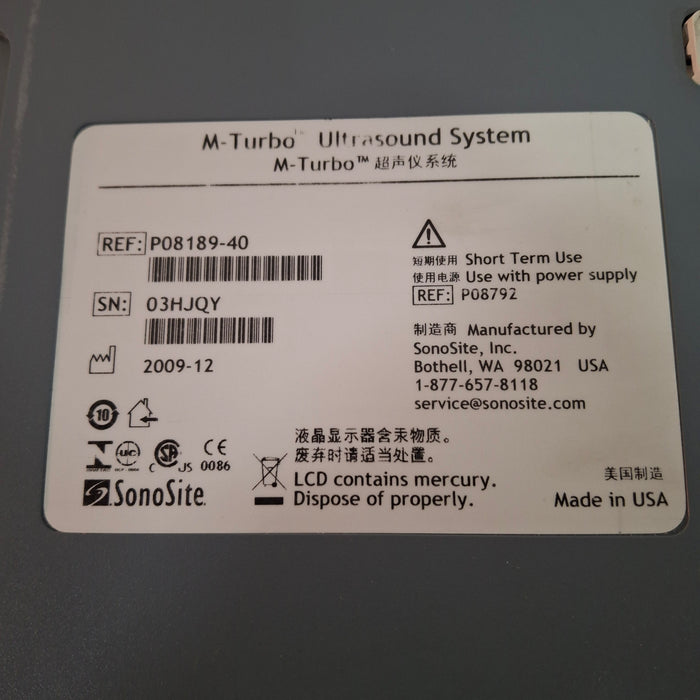 M-Turbo™ Ultrasound System
M-Turbo™ 超声仪系统
REF: P08189-40
SN: 03HJQY
2009-12
短期使用 Short Term Use
使用电源 Use with power supply
REF: P08792
制造商 Manufactured by
SonoSite, Inc.
Bothell, WA 98021 USA
1-877-657-8118
service@sonosite.com
10
UIC
C JS
CE
0086
SonoSite
液晶显示器含汞物质。
废弃时请适当处置。
LCD contains mercury.
Dispose of properly.
美国制造
Made in USA